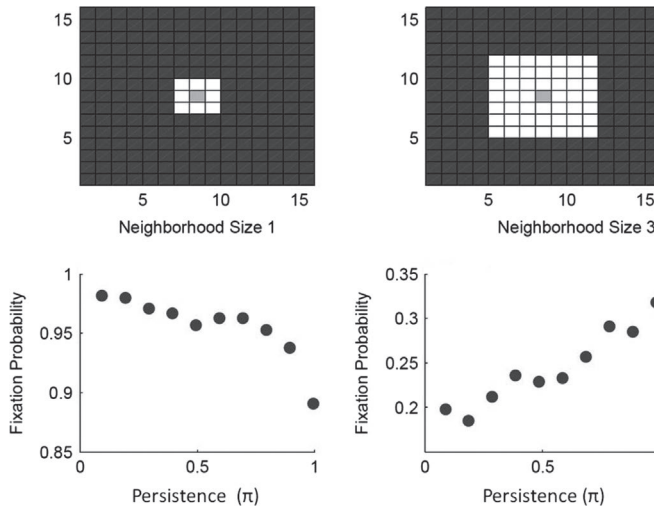 15
10
5
5 10 15
Neighborhood Size 1
15
10
5
5 10 15
Neighborhood Size 3
Fixation Probability
1
0.95
0.9
0.85
0 0.5 1
Persistence (π)
Fixation Probability
0.35
0.3
0.25
0.2
0 0.5
Persistence (π)